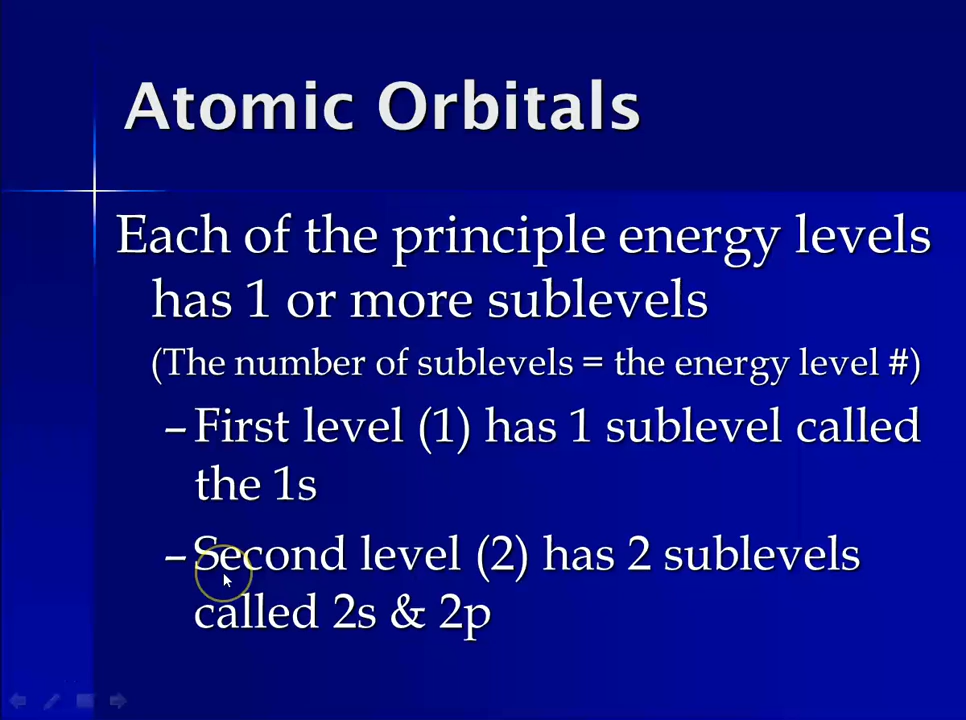 Atomic Orbitals
Each of the principle energy levels
has 1 or more sublevels
(The number of sublevels = the energy level #)
–First level (1) has 1 sublevel called
the 1s
–Second level (2) has 2 sublevels
called 2s & 2p